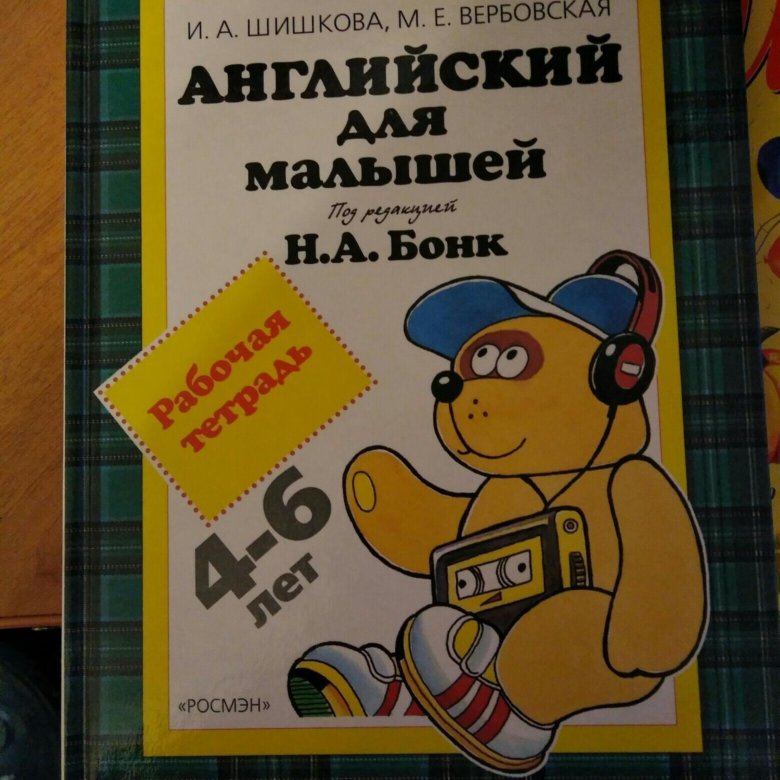 И. А. ШИШКОВА, М. Е. ВЕРБОВСКАЯ
АНГЛИЙСКИЙ
для
малышей
Под редакцией
Н.А. Бонк
Рабочая
тетрадь
4-6
лет
«РОСМЭН»